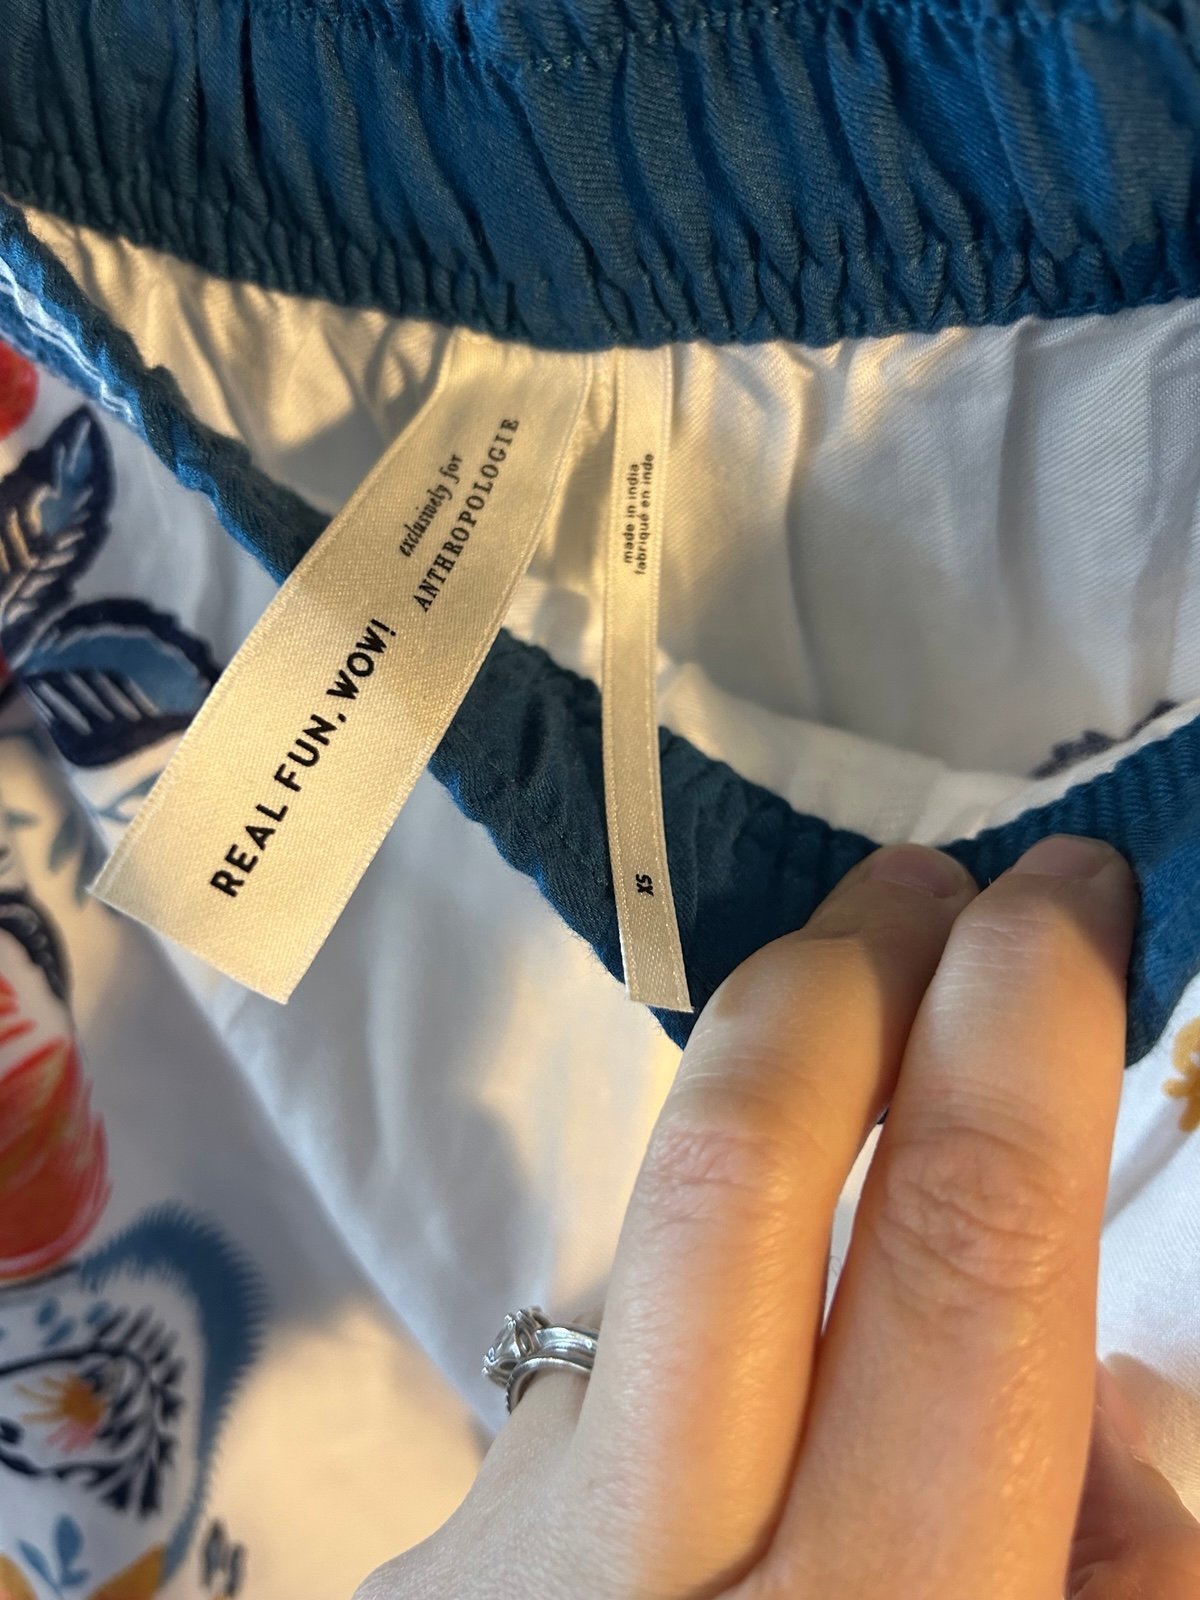 exclusively for
ANTHROPOLOGIE
REAL FUN, WOW!
made in india
fabriqué en inde
XS